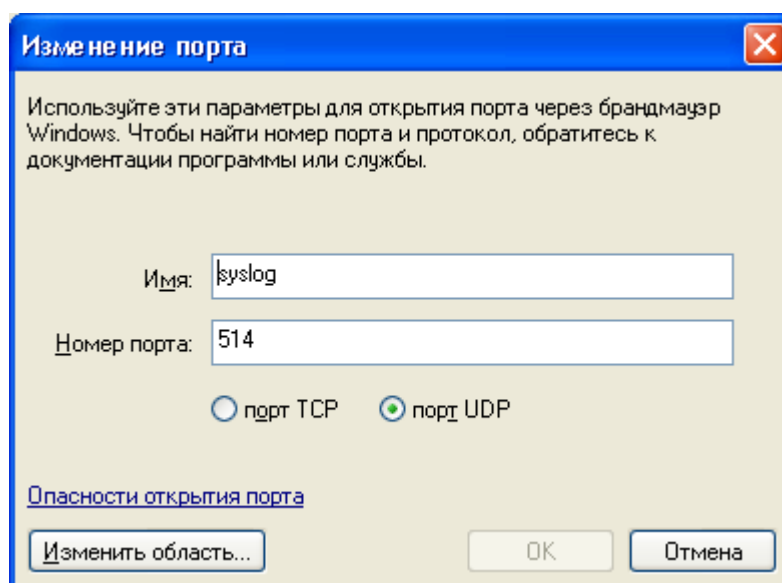 Изменение порта
Используйте эти параметры для открытия порта через брандмауэр
Windows. Чтобы найти номер порта и протокол, обратитесь к
документации программы или службы.
Имя: syslog
Номер порта: 514
порт TCP порт UDP
Опасности открытия порта
Изменить область... OK Отмена